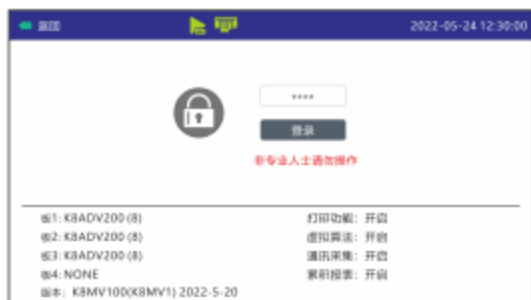 返回
2022-05-24 12:30:00
****
登录
非专业人士请勿操作
板1: K8ADV200 (8)
打印功能: 开启
板2: K8ADV200 (8)
虚拟算法: 开启
板3: K8ADV200 (8)
通讯采集: 开启
板4: NONE
累积报表: 开启
版本: K8MV100(K8MV1) 2022-5-20